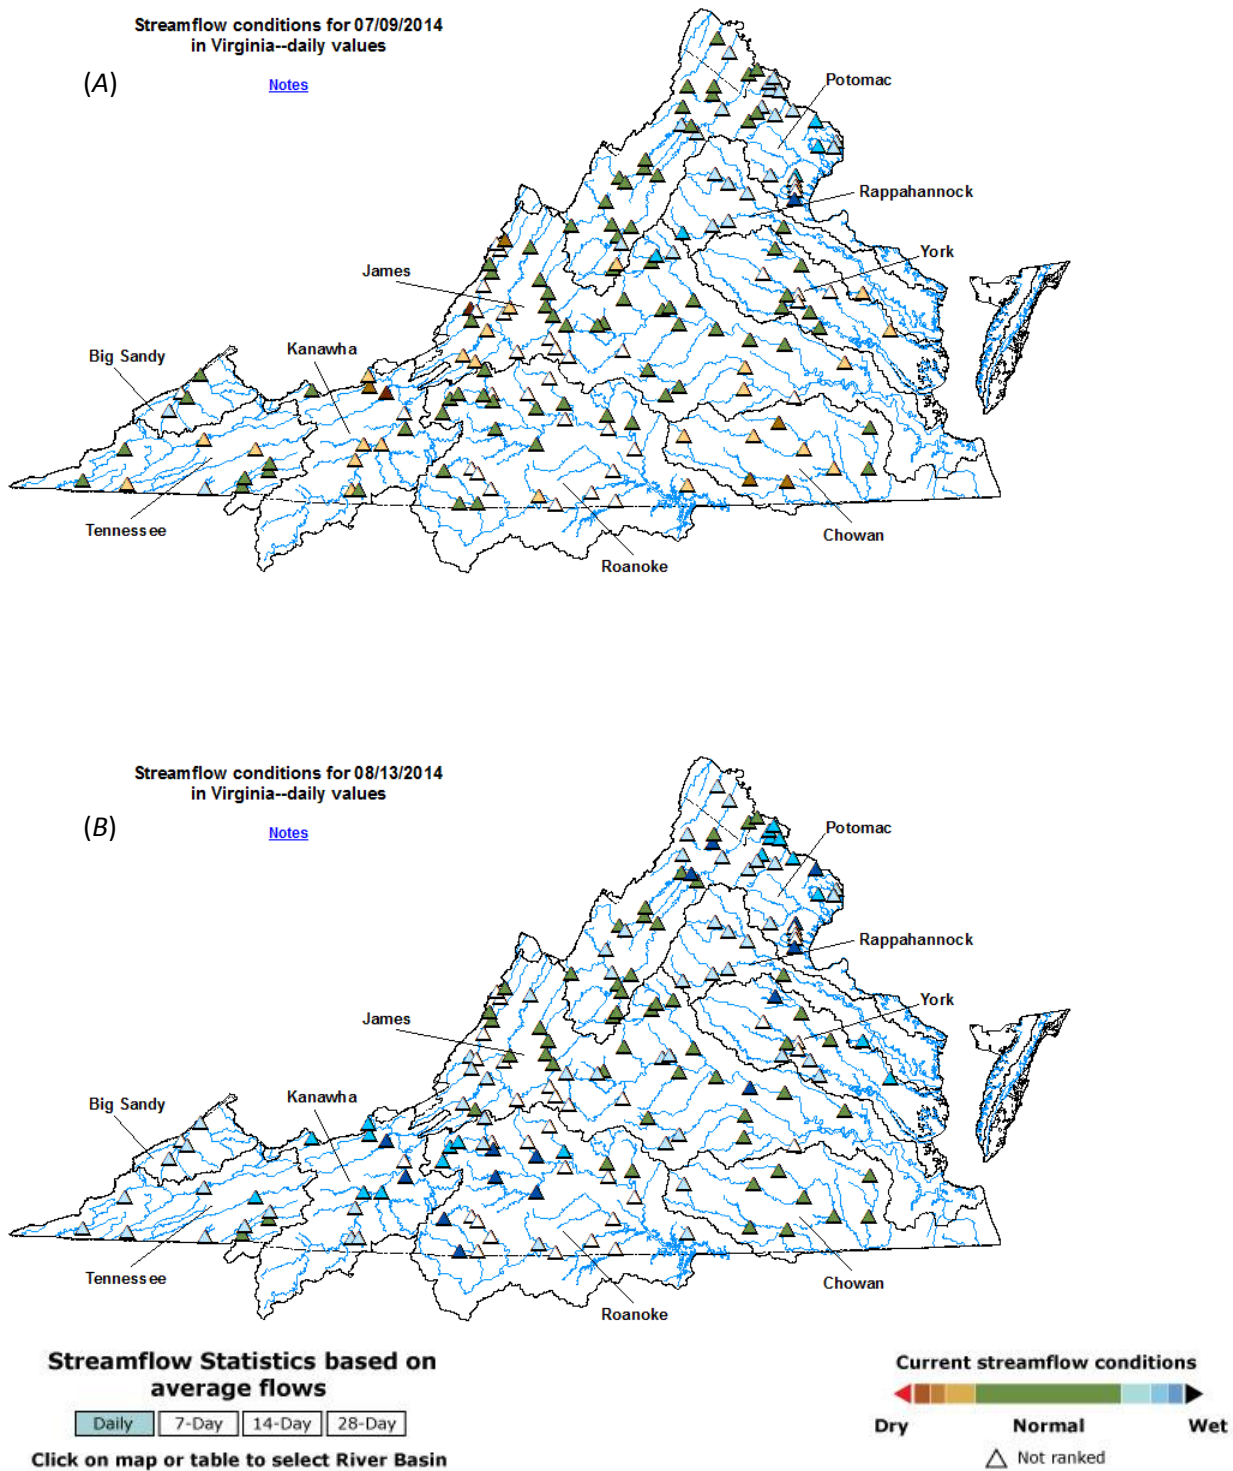 Streamflow conditions for 07/09/2014
in Virginia--daily values
(A)
Notes
Potomac
Rappahannock
York
James
Kanawha
Big Sandy
Tennessee
Chowan
Roanoke
Streamflow conditions for 08/13/2014
in Virginia--daily values
(B)
Notes
Potomac
Rappahannock
York
James
Kanawha
Big Sandy
Tennessee
Chowan
Roanoke
Streamflow Statistics based on
average flows
Daily 7-Day 14-Day 28-Day
Click on map or table to select River Basin
Current streamflow conditions
Dry Normal Wet
Not ranked